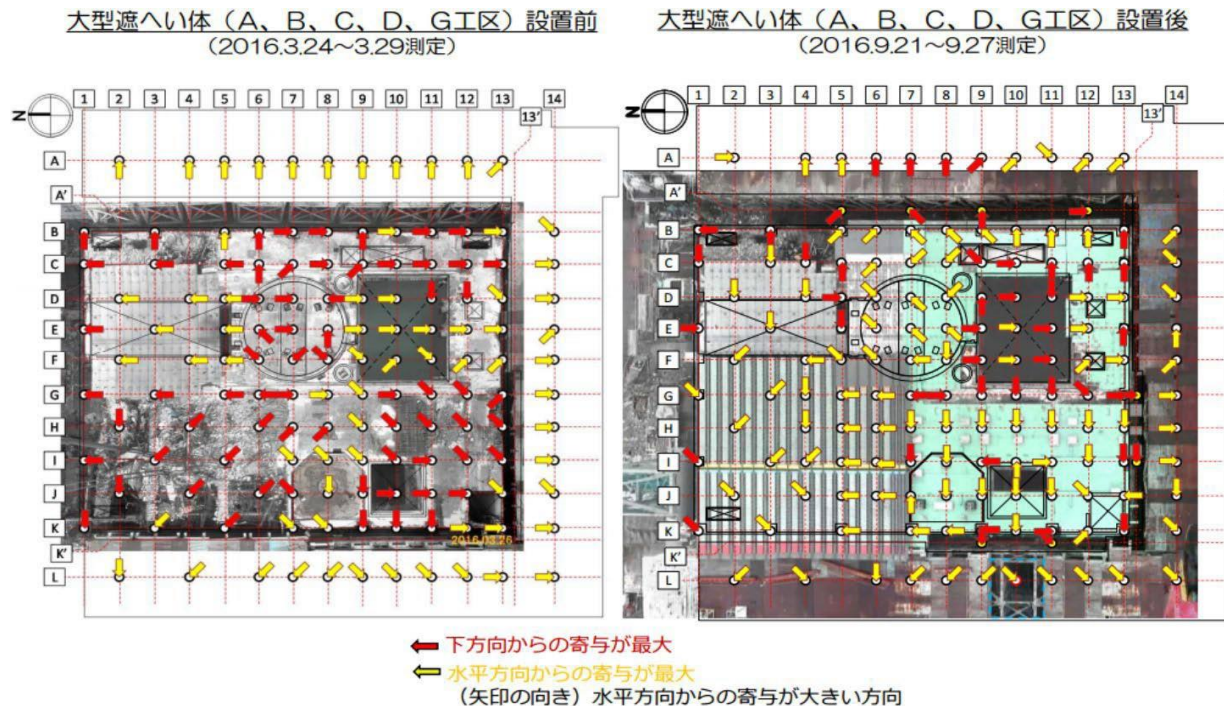 大型遮へい体（A、B、C、D、G工区）設置前
（2016.3.24～3.29測定）
N
1 2 3 4 5 6 7 8 9 10 11 12 13 14
13'
A
A'
B
C
D
E
F
G
H
I
J
K
2016.03.26
K'
L
大型遮へい体（A、B、C、D、G工区）設置後
（2016.9.21～9.27測定）
N
1 2 3 4 5 6 7 8 9 10 11 12 13 14
13'
A
A'
B
C
D
E
F
G
H
I
J
K
K'
L
下方向からの寄与が最大
水平方向からの寄与が最大
（矢印の向き）水平方向からの寄与が大きい方向